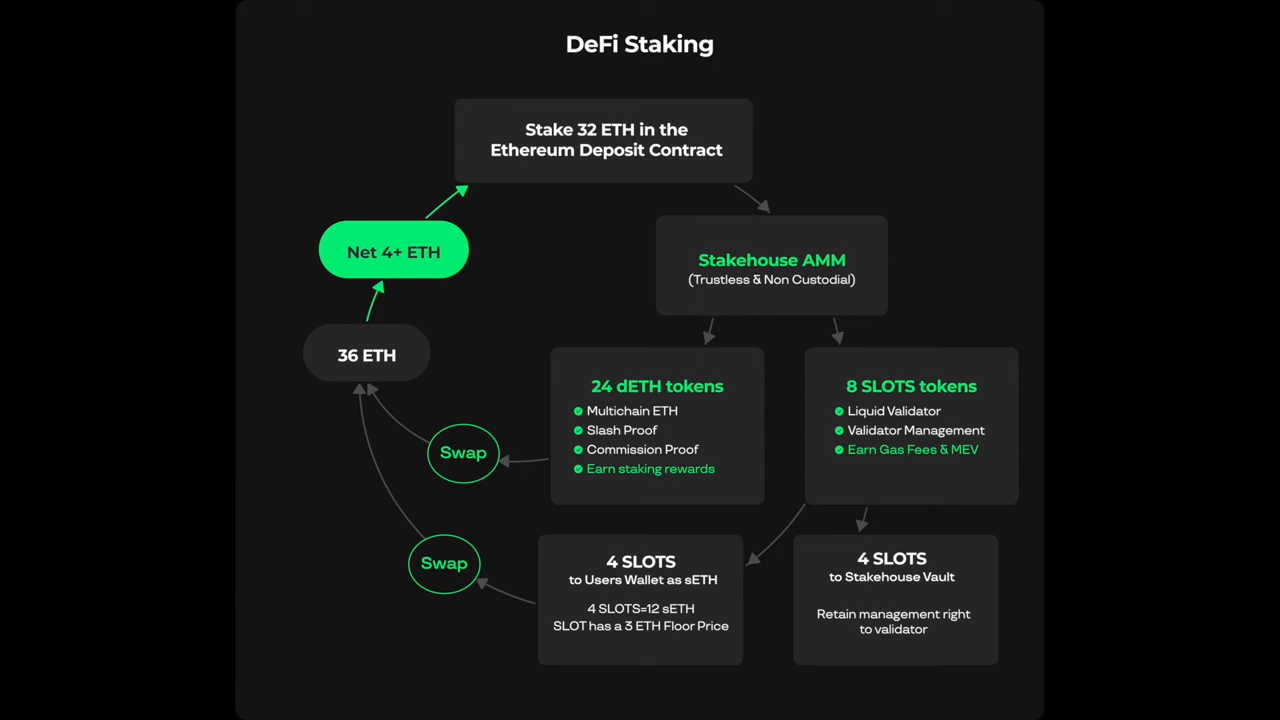 DeFi Staking
Stake 32 ETH in the
Ethereum Deposit Contract
Net 4+ ETH
Stakehouse AMM
(Trustless & Non Custodial)
36 ETH
24 dETH tokens
Multichain ETH
Slash Proof
Commission Proof
Earn staking rewards
8 SLOTS tokens
Liquid Validator
Validator Management
Earn Gas Fees & MEV
Swap
Swap
4 SLOTS
to Users Wallet as sETH
4 SLOTS=12 sETH
SLOT has a 3 ETH Floor Price
4 SLOTS
to Stakehouse Vault
Retain management right
to validator